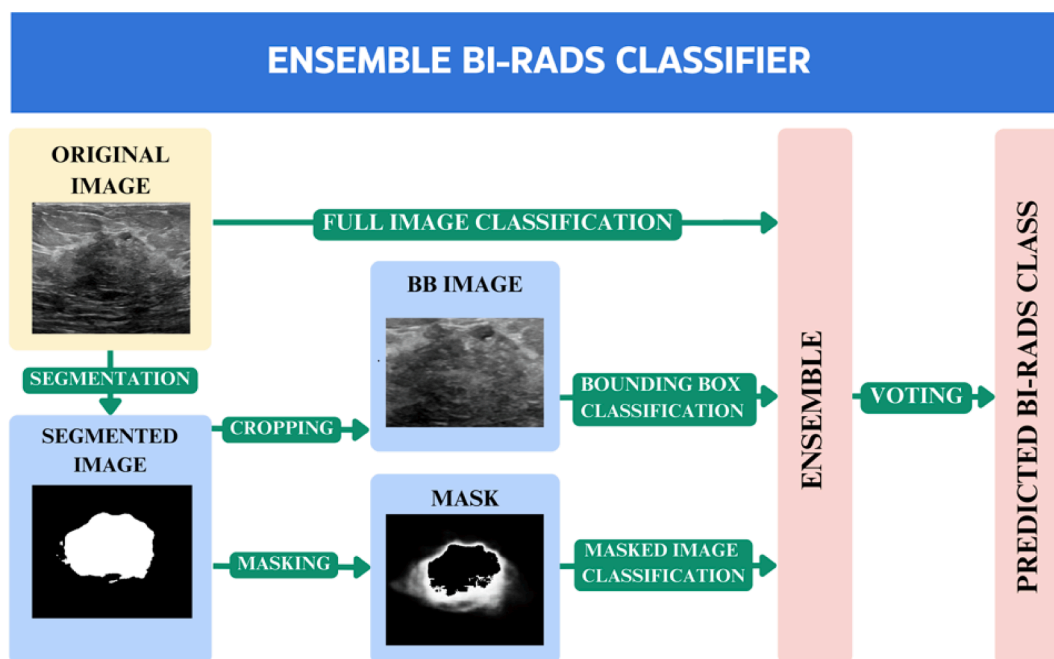 ENSEMBLE BI-RADS CLASSIFIER
ORIGINAL
IMAGE
FULL IMAGE CLASSIFICATION
BB IMAGE
SEGMENTATION
BOUNDING BOX
CLASSIFICATION
VOTING
SEGMENTED
IMAGE
CROPPING
MASK
MASKING
MASKED IMAGE
CLASSIFICATION
ENSEMBLE
PREDICTED BI-RADS CLASS